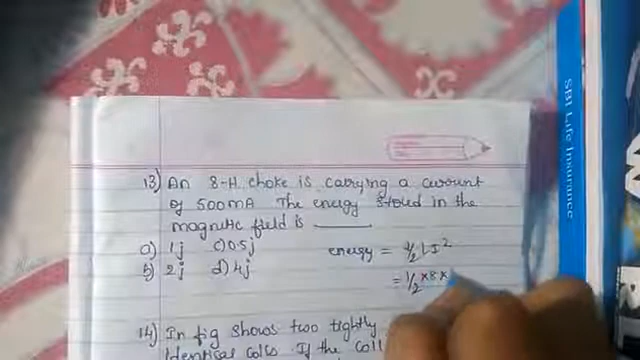 13) An 8-H choke is carrying a current
of 500mA The energy stored in the
magnetic field is ______
a) 1j c) 0.5j
energy = 1/2 LI²
b) 2j d) 4j
= 1/2 × 8 ×
14) In fig shows two tightly
Identical coils If the coil
SBI Life Insurance